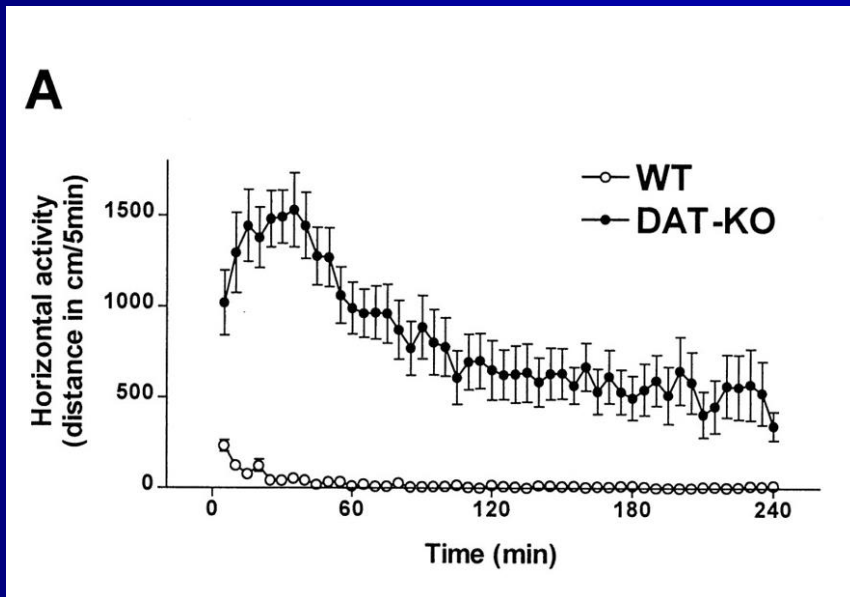 A
WT
DAT-KO
Horizontal activity
(distance in cm/5min)
1500
1000
500
0
0 60 120 180 240
Time (min)